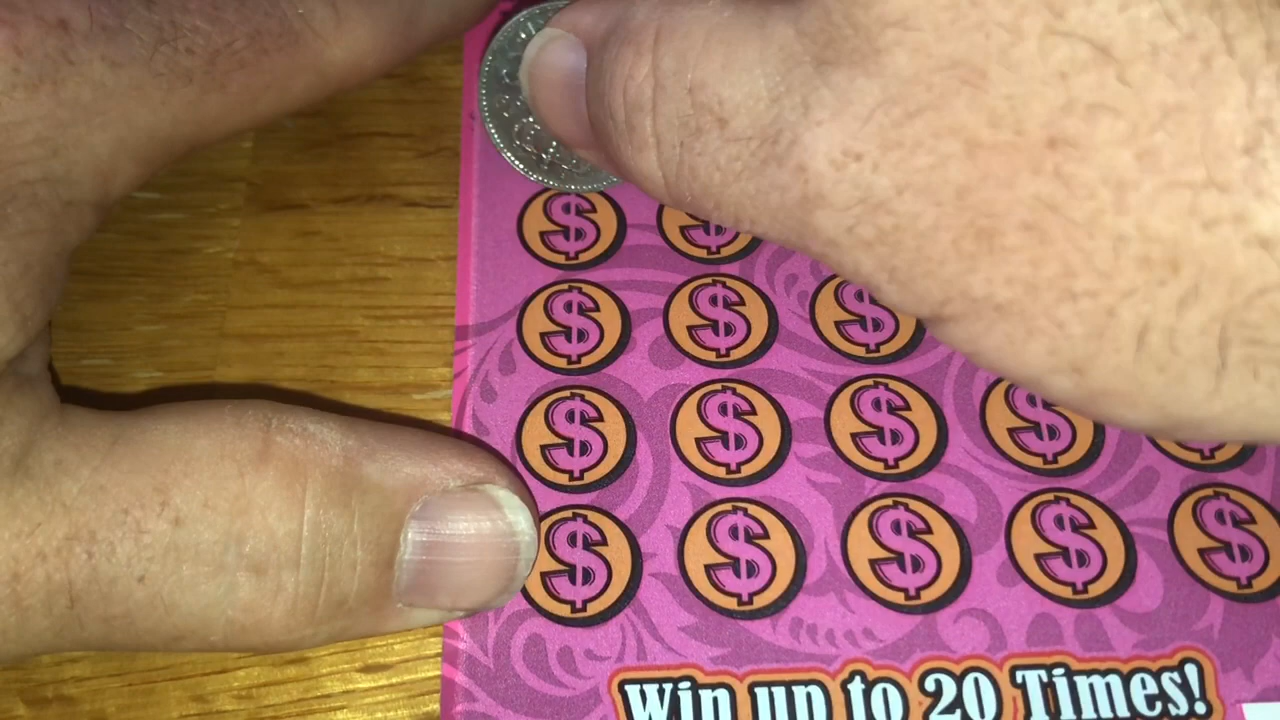 $ $
$ $ $
$ $ $ $ $
$ $ $ $ $
Win up to 20 Times!